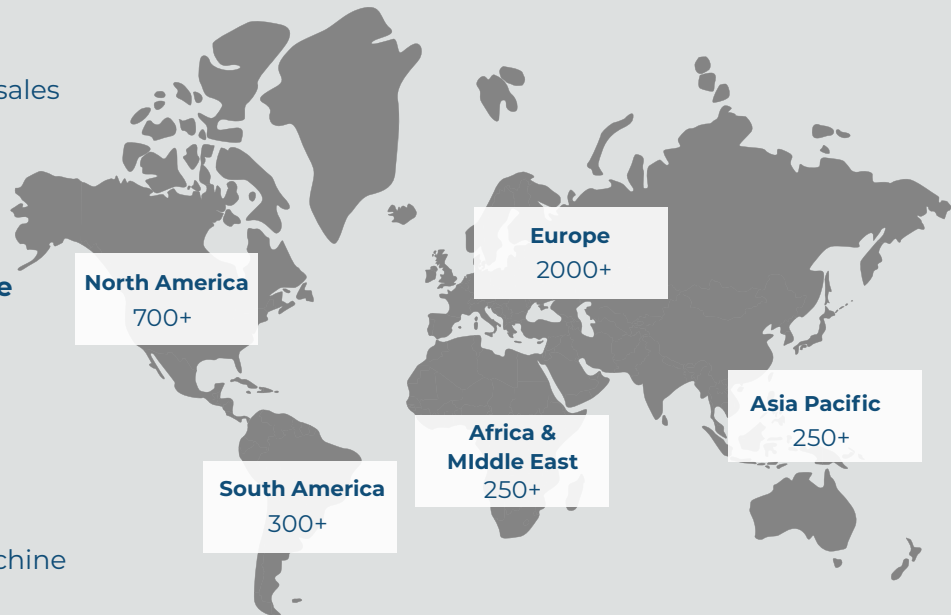 sales
e
chine
North America
700+
Europe
2000+
Asia Pacific
250+
Africa &
MIddle East
250+
South America
300+